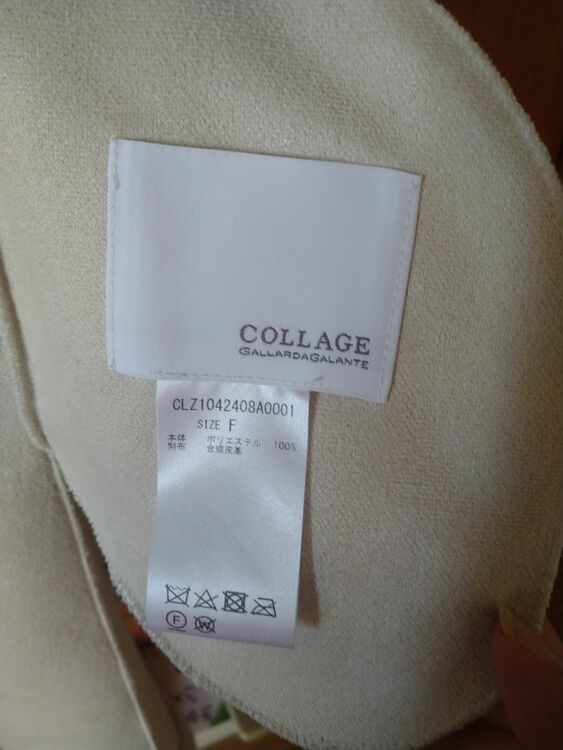 COLLAGE
GALLARDAGALANTE
CLZ1042408A0001
SIZE F
本体 ポリエステル 100%
別布 合成皮革
F
W